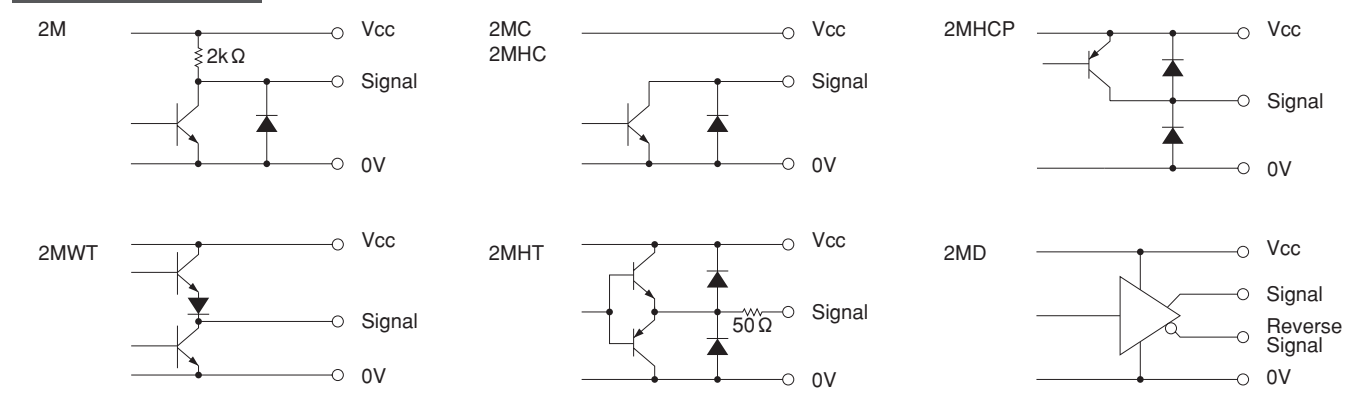 2M
Vcc
2kΩ
Signal
0V
2MC
2MHC
Vcc
Signal
0V
2MHCP
Vcc
Signal
0V
2MWT
Vcc
Signal
0V
2MHT
Vcc
Signal
50Ω
0V
2MD
Vcc
Signal
Reverse
Signal
0V